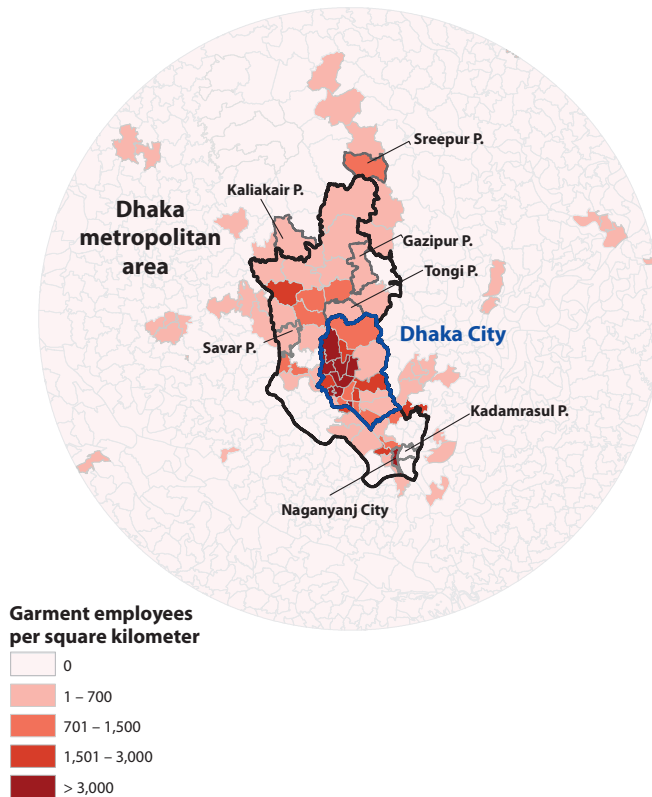 Sreepur P.
Kaliakair P.
Dhaka
metropolitan
area
Gazipur P.
Tongi P.
Dhaka City
Savar P.
Kadamrasul P.
Naganyanj City
Garment employees
per square kilometer
0
1 – 700
701 – 1,500
1,501 – 3,000
> 3,000